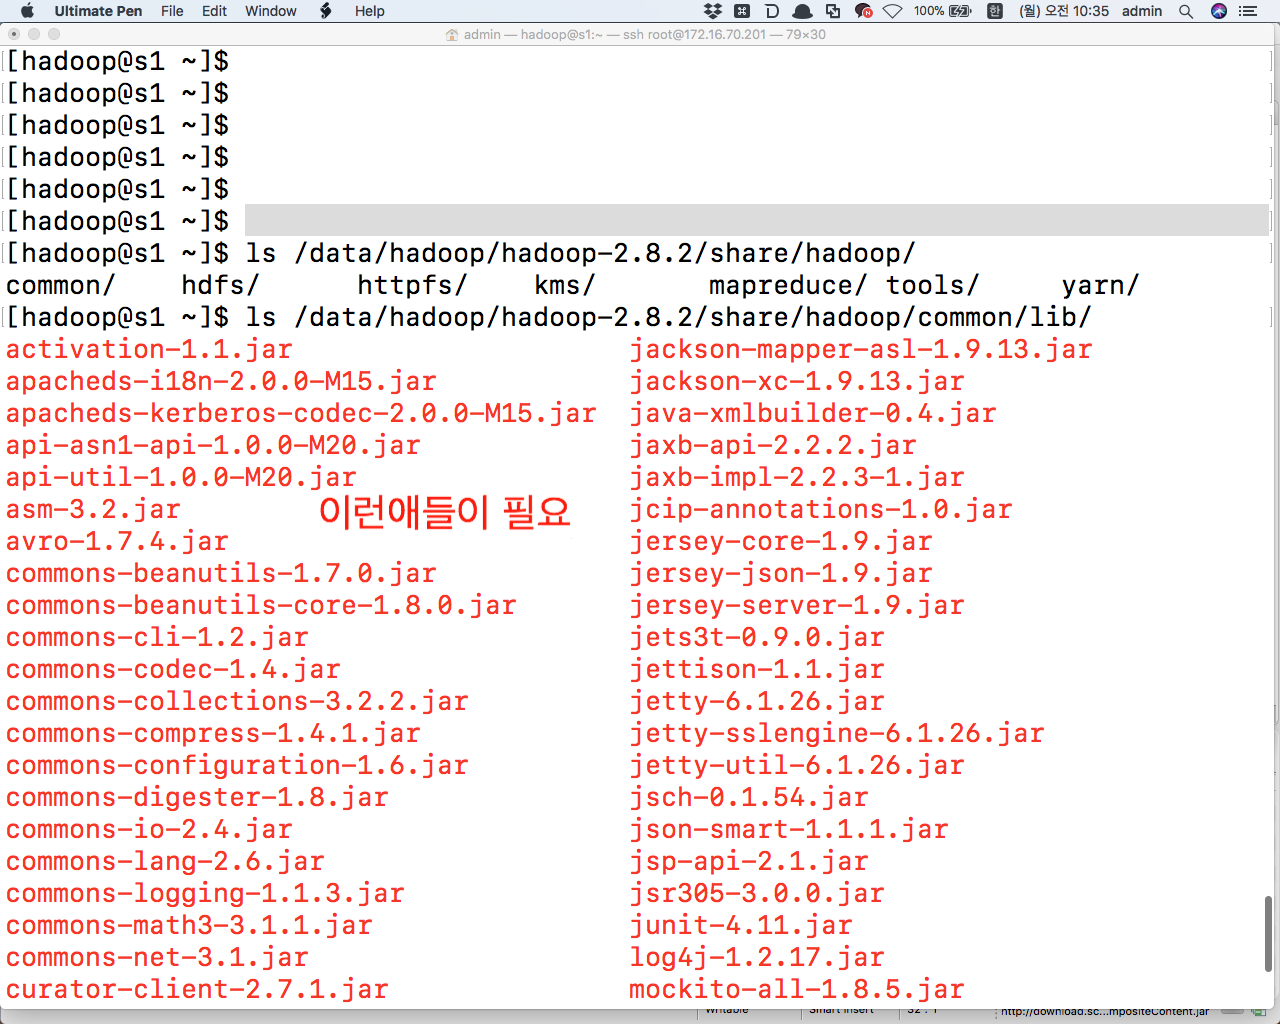 Ultimate Pen File Edit Window Help 100% 한 (월) 오전 10:35 admin
admin — hadoop@s1:~ — ssh root@172.16.70.201 — 79×30
[hadoop@s1 ~]$
[hadoop@s1 ~]$
[hadoop@s1 ~]$
[hadoop@s1 ~]$
[hadoop@s1 ~]$
[hadoop@s1 ~]$
[hadoop@s1 ~]$ ls /data/hadoop/hadoop-2.8.2/share/hadoop/
common/ hdfs/ httpfs/ kms/ mapreduce/ tools/ yarn/
[hadoop@s1 ~]$ ls /data/hadoop/hadoop-2.8.2/share/hadoop/common/lib/
activation-1.1.jar jackson-mapper-asl-1.9.13.jar
apacheds-i18n-2.0.0-M15.jar jackson-xc-1.9.13.jar
apacheds-kerberos-codec-2.0.0-M15.jar java-xmlbuilder-0.4.jar
api-asn1-api-1.0.0-M20.jar jaxb-api-2.2.2.jar
api-util-1.0.0-M20.jar jaxb-impl-2.2.3-1.jar
asm-3.2.jar 이런애들이 필요 jcip-annotations-1.0.jar
avro-1.7.4.jar jersey-core-1.9.jar
commons-beanutils-1.7.0.jar jersey-json-1.9.jar
commons-beanutils-core-1.8.0.jar jersey-server-1.9.jar
commons-cli-1.2.jar jets3t-0.9.0.jar
commons-codec-1.4.jar jettison-1.1.jar
commons-collections-3.2.2.jar jetty-6.1.26.jar
commons-compress-1.4.1.jar jetty-sslengine-6.1.26.jar
commons-configuration-1.6.jar jetty-util-6.1.26.jar
commons-digester-1.8.jar jsch-0.1.54.jar
commons-io-2.4.jar json-smart-1.1.1.jar
commons-lang-2.6.jar jsp-api-2.1.jar
commons-logging-1.1.3.jar jsr305-3.0.0.jar
commons-math3-3.1.1.jar junit-4.11.jar
commons-net-3.1.jar log4j-1.2.17.jar
curator-client-2.7.1.jar mockito-all-1.8.5.jar
Writable Smart Insert 32 : 1 http://download.sc...mpositeContent.jar